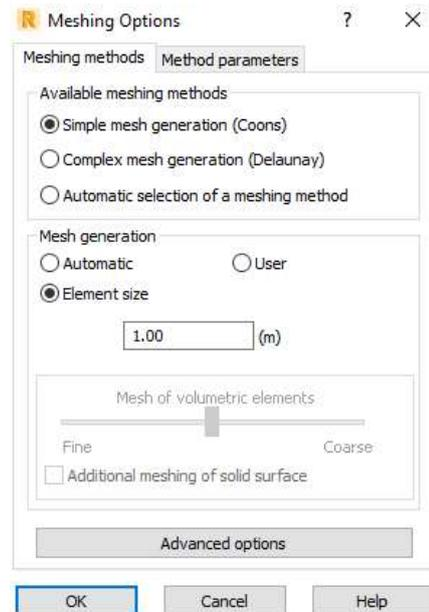 R Meshing Options ? X
Meshing methods Method parameters
Available meshing methods
Simple mesh generation (Coons)
Complex mesh generation (Delaunay)
Automatic selection of a meshing method
Mesh generation
Automatic User
Element size
1.00 (m)
Mesh of volumetric elements
Fine Coarse
Additional meshing of solid surface
Advanced options
OK Cancel Help